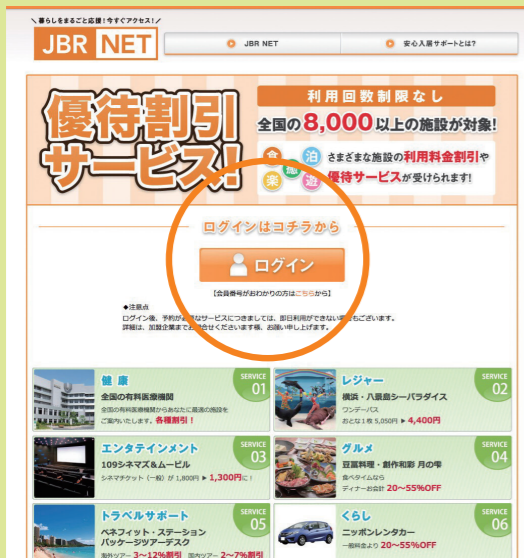 ＼暮らしをまるごと応援！今すぐアクセス！／
JBR NET
JBR NET
安心入居サポートとは?
優待割引
サービス!
利用回数制限なし
全国の8,000以上の施設が対象!
食 泊 楽 遊
さまざまな施設の利用料金割引や
優待サービスが受けられます!
ログインはコチラから
ログイン
【会員番号がおわかりの方はこちらから】
◆注意点
ログイン後、予約が必要なサービスにつきましては、即日利用ができない場合もございます。
詳細は、加盟企業までお問合せくださいます様、お願い申し上げます。
健康
SERVICE
01
全国の有料医療機関
全国の有料医療機関からあなたに最適の施設を
ご案内いたします。各種割引！
レジャー
SERVICE
02
横浜・八景島シーパラダイス
ワンデーパス
おとな1枚 5,050円 ▶ 4,400円
エンタテインメント
SERVICE
03
109シネマズ&ムービル
シネマチケット（一般）が 1,800円 ▶ 1,300円に！
グルメ
SERVICE
04
豆富料理・創作和彩 月の雫
食べタイムなら
ディナーお会計 20〜55%OFF
トラベルサポート
SERVICE
05
ベネフィット・ステーション
パッケージツアーデスク
海外ツアー 3〜12%割引 国内ツアー 2〜7%割引
くらし
SERVICE
06
ニッポンレンタカー
一般料金より 20〜55%OFF